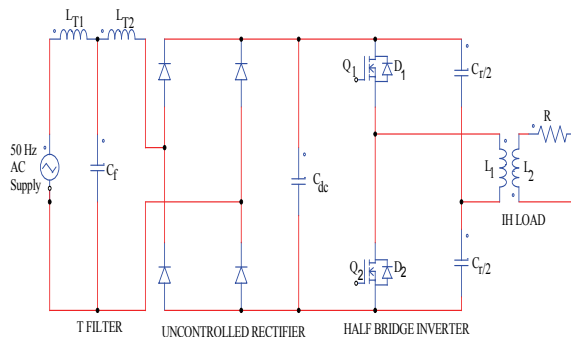 L_T1 L_T2
Q_1 D_1 C_r/2
50 Hz
AC
Supply
C_f
C_dc
R
L_1 L_2
IH LOAD
Q_2 D_2 C_r/2
T FILTER UNCONTROLLED RECTIFIER HALF BRIDGE INVERTER